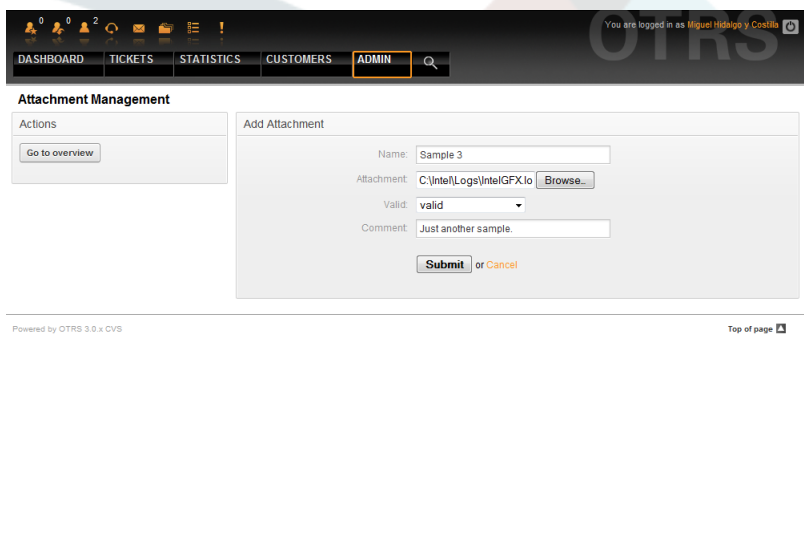 0 0 2
You are logged in as Miguel Hidalgo y Costilla
OTRS
DASHBOARD TICKETS STATISTICS CUSTOMERS ADMIN
Attachment Management
Actions
Go to overview
Add Attachment
Name: Sample 3
Attachment: C:\Intel\Logs\IntelGFX.lo Browse...
Valid: valid
Comment: Just another sample.
Submit or Cancel
Powered by OTRS 3.0.x CVS
Top of page